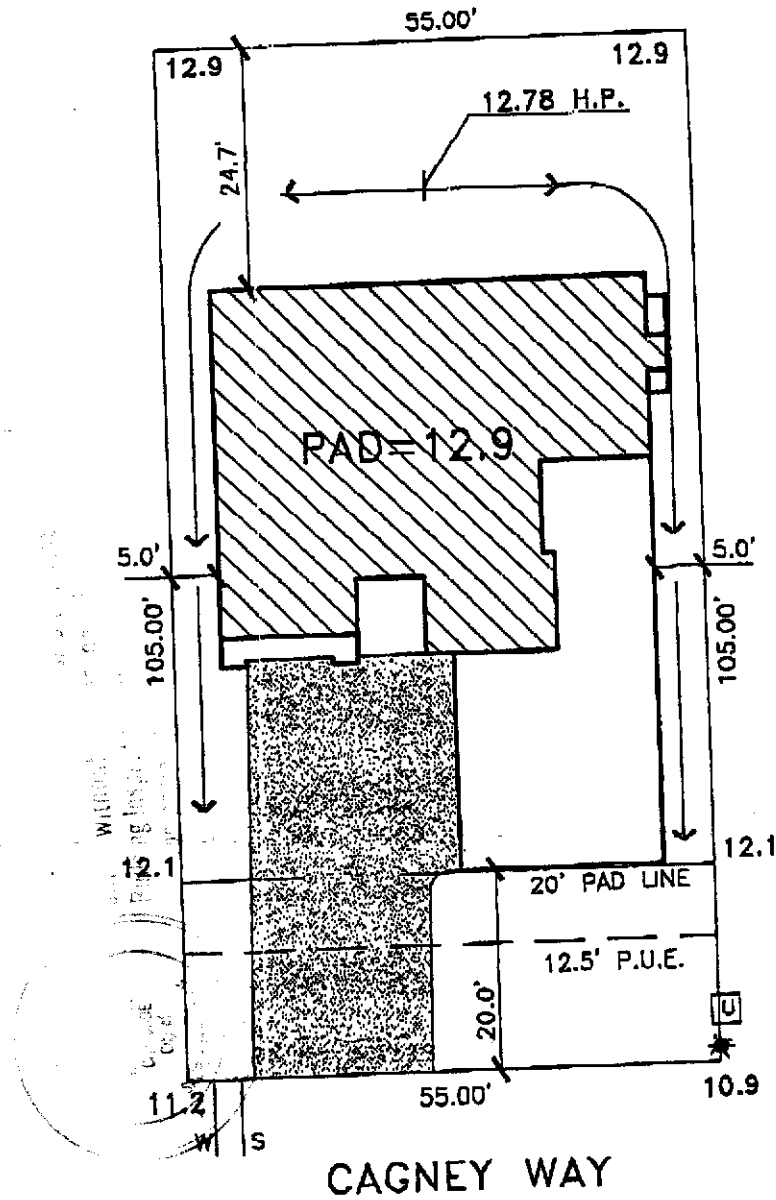 55.00'
12.9
12.9
12.78 H.P.
24.7'
PAD=12.9
5.0'
5.0'
105.00'
105.00'
12.1
12.1
20' PAD LINE
12.5' P.U.E.
20.0'
U
11.2
55.00'
10.9
W S
CAGNEY WAY